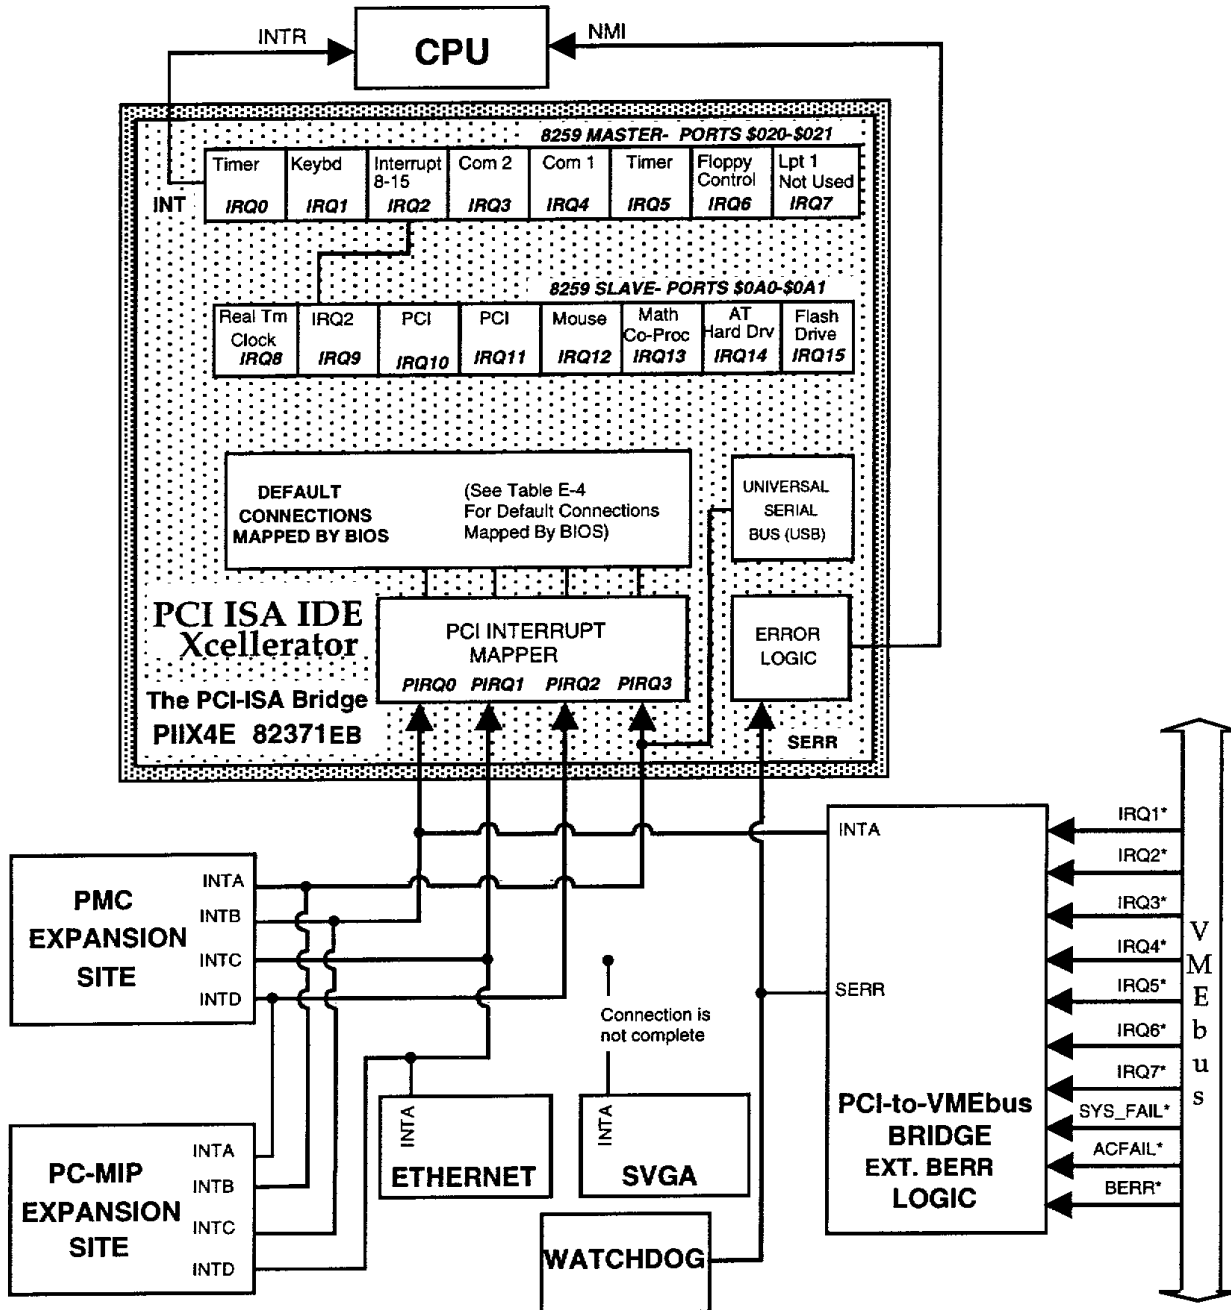 INTR
CPU
NMI
8259 MASTER- PORTS $020-$021
Timer
IRQ0
Keybd
IRQ1
Interrupt
8-15
IRQ2
Com 2
IRQ3
Com 1
IRQ4
Timer
IRQ5
Floppy
Control
IRQ6
Lpt 1
Not Used
IRQ7
INT
8259 SLAVE- PORTS $0A0-$0A1
Real Tm
Clock
IRQ8
IRQ2
IRQ9
PCI
IRQ10
PCI
IRQ11
Mouse
IRQ12
Math
Co-Proc
IRQ13
AT
Hard Drv
IRQ14
Flash
Drive
IRQ15
DEFAULT
CONNECTIONS
MAPPED BY BIOS
(See Table E-4
For Default Connections
Mapped By BIOS)
UNIVERSAL
SERIAL
BUS (USB)
PCI ISA IDE
Xcellerator
The PCI-ISA Bridge
PIIX4E 82371EB
PCI INTERRUPT
MAPPER
PIRQ0 PIRQ1 PIRQ2 PIRQ3
ERROR
LOGIC
SERR
PMC
EXPANSION
SITE
INTA
INTB
INTC
INTD
PC-MIP
EXPANSION
SITE
INTA
INTB
INTC
INTD
INTA
ETHERNET
Connection is
not complete
INTA
SVGA
WATCHDOG
INTA
SERR
PCI-to-VMEbus
BRIDGE
EXT. BERR
LOGIC
IRQ1*
IRQ2*
IRQ3*
IRQ4*
IRQ5*
IRQ6*
IRQ7*
SYS_FAIL*
ACFAIL*
BERR*
VMEbus